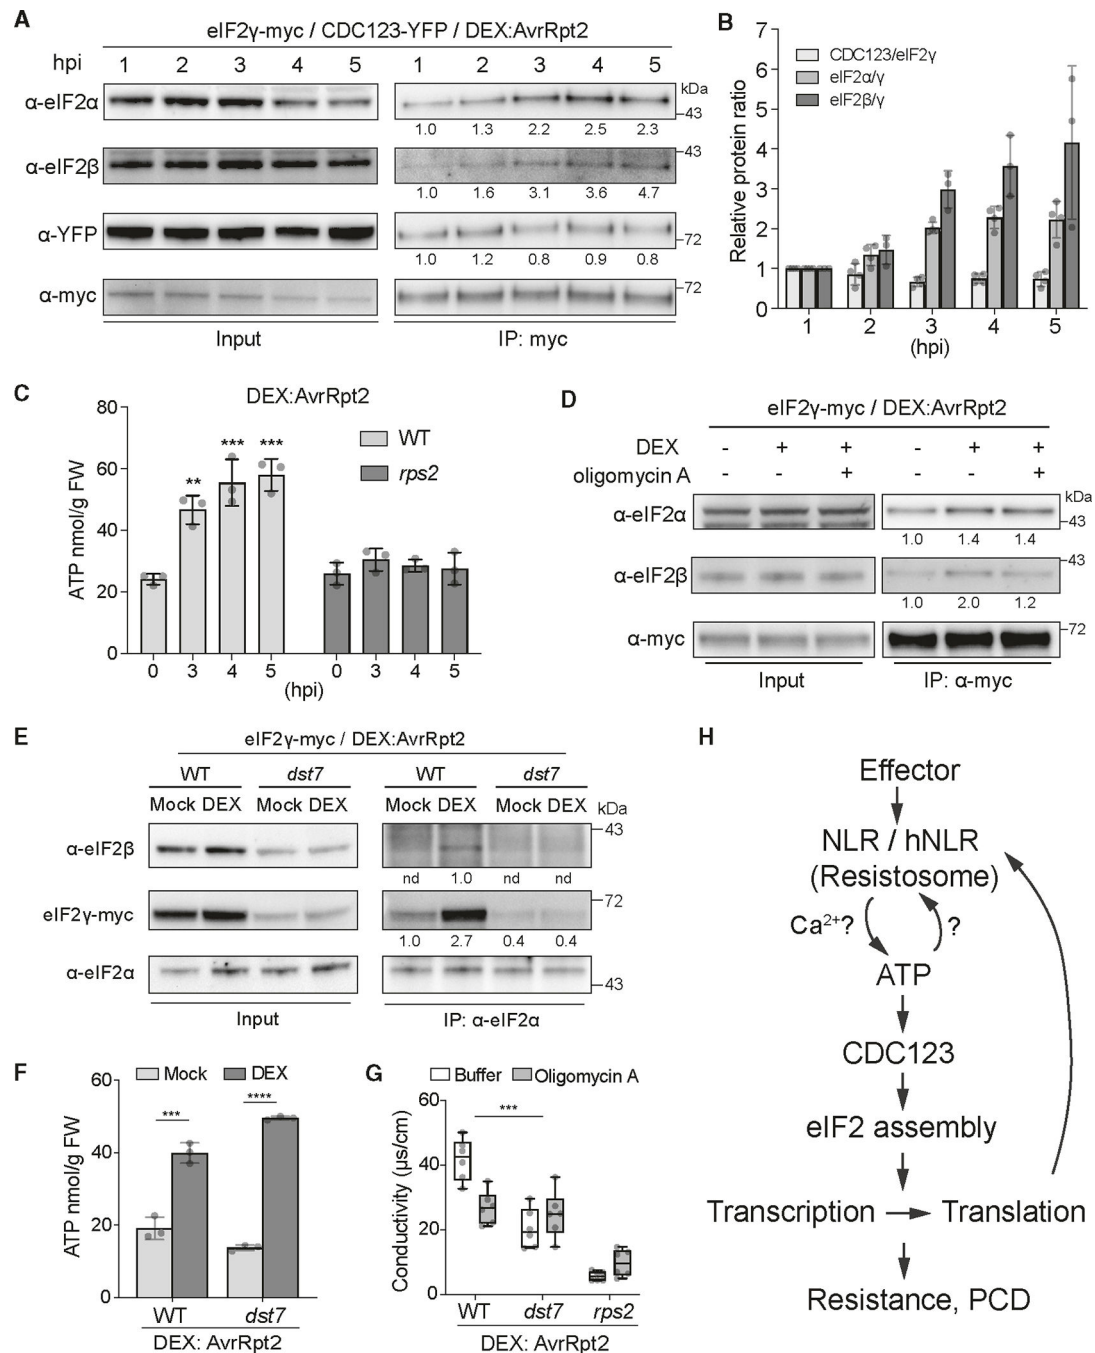 A
eIF2γ-myc / CDC123-YFP / DEX:AvrRpt2
hpi 1 2 3 4 5 1 2 3 4 5
kDa
α-eIF2α
43
1.0 1.3 2.2 2.5 2.3
α-eIF2β
43
1.0 1.6 3.1 3.6 4.7
α-YFP
72
1.0 1.2 0.8 0.9 0.8
α-myc
72
Input IP: myc
B
CDC123/eIF2γ
eIF2α/γ
eIF2β/γ
Relative protein ratio
7
6
5
4
3
2
1
0
1 2 3 4 5
(hpi)
C
DEX:AvrRpt2
WT
rps2
ATP nmol/g FW
80
60
40
20
0
** *** ***
0 3 4 5 0 3 4 5
(hpi)
D
eIF2γ-myc / DEX:AvrRpt2
DEX - + + - + +
oligomycin A - - + - - +
kDa
α-eIF2α
43
1.0 1.4 1.4
α-eIF2β
43
1.0 2.0 1.2
α-myc
72
Input IP: α-myc
E
eIF2γ-myc / DEX:AvrRpt2
WT dst7 WT dst7
Mock DEX Mock DEX Mock DEX Mock DEX kDa
α-eIF2β
43
nd 1.0 nd nd
eIF2γ-myc
72
1.0 2.7 0.4 0.4
α-eIF2α
43
Input IP: α-eIF2α
F
Mock DEX
ATP nmol/g FW
60
40
20
0
*** ****
WT dst7
DEX: AvrRpt2
G
Buffer Oligomycin A
Conductivity (µs/cm)
60
40
20
0
***
WT dst7 rps2
DEX: AvrRpt2
H
Effector
NLR / hNLR
(Resistosome)
Ca²⁺? ?
ATP
CDC123
eIF2 assembly
Transcription Translation
Resistance, PCD